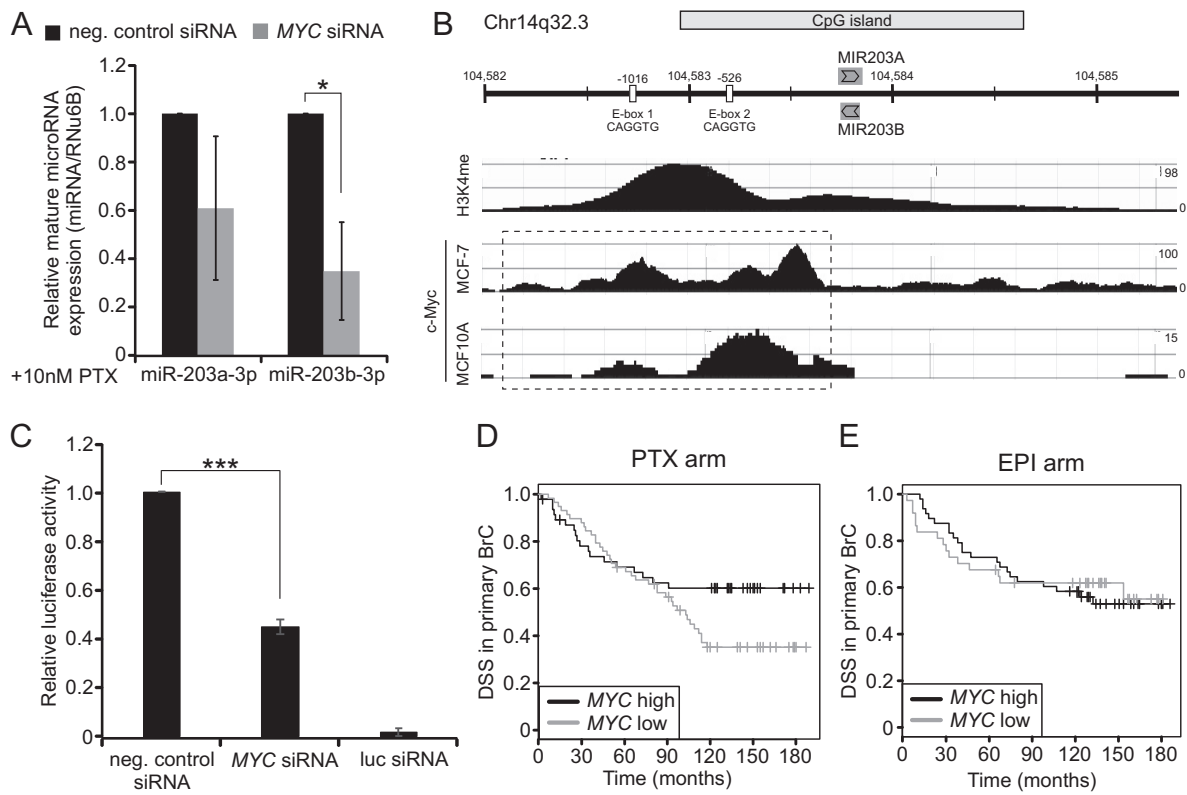 A
neg. control siRNA
MYC siRNA
Relative mature microRNA
expression (miRNA/RNu6B)
1.2
1.0
0.8
0.6
0.4
0.2
0
*
+10nM PTX
miR-203a-3p
miR-203b-3p
B
Chr14q32.3
CpG island
MIR203A
104,582
-1016
104,583
-526
104,584
104,585
E-box 1
CAGGTG
E-box 2
CAGGTG
MIR203B
H3K4me
98
0
c-Myc
MCF-7
100
0
MCF10A
15
0
C
Relative luciferase activity
1.2
1.0
0.8
0.6
0.4
0.2
0
***
neg. control
siRNA
MYC siRNA
luc siRNA
D
PTX arm
DSS in primary BrC
1.0
0.8
0.6
0.4
0.2
0
MYC high
MYC low
0 30 60 90 120 150 180
Time (months)
E
EPI arm
DSS in primary BrC
1.0
0.8
0.6
0.4
0.2
0
MYC high
MYC low
0 30 60 90 120 150 180
Time (months)